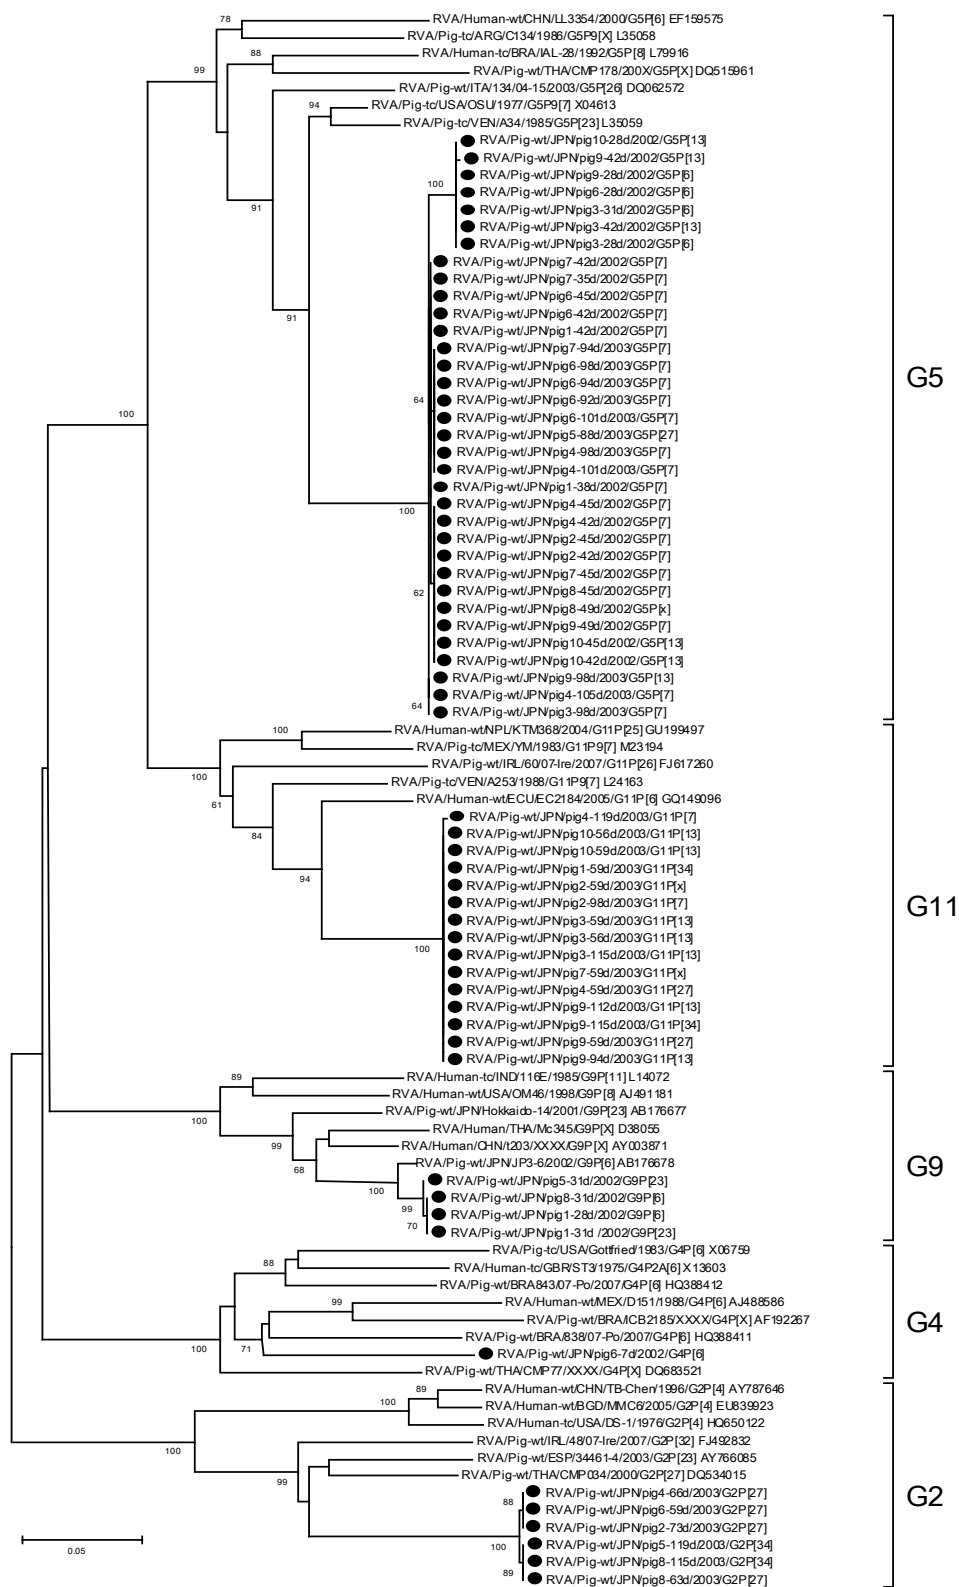 78
RVA/Human-wt/CHN/LL3354/2000/G5P[6] EF159575
RVA/Pig-tc/ARG/C134/1986/G5P9[X] L35058
88
RVA/Human-tc/BRA/IAL-28/1992/G5P[8] L79916
99
RVA/Pig-wt/THA/CMP178/200X/G5P[X] DQ515961
RVA/Pig-wt/ITA/134/04-15/2003/G5P[26] DQ062572
94
RVA/Pig-tc/USA/OSU/1977/G5P9[7] X04613
RVA/Pig-tc/VEN/A34/1985/G5P[23] L35059
RVA/Pig-wt/JPN/pig10-28d/2002/G5P[13]
RVA/Pig-wt/JPN/pig9-42d/2002/G5P[13]
RVA/Pig-wt/JPN/pig9-28d/2002/G5P[6]
100
RVA/Pig-wt/JPN/pig6-28d/2002/G5P[6]
91
RVA/Pig-wt/JPN/pig3-31d/2002/G5P[6]
RVA/Pig-wt/JPN/pig3-42d/2002/G5P[13]
RVA/Pig-wt/JPN/pig3-28d/2002/G5P[6]
RVA/Pig-wt/JPN/pig7-42d/2002/G5P[7]
RVA/Pig-wt/JPN/pig7-35d/2002/G5P[7]
RVA/Pig-wt/JPN/pig6-45d/2002/G5P[7]
91
RVA/Pig-wt/JPN/pig6-42d/2002/G5P[7]
RVA/Pig-wt/JPN/pig1-42d/2002/G5P[7]
RVA/Pig-wt/JPN/pig7-94d/2003/G5P[7]
RVA/Pig-wt/JPN/pig6-98d/2003/G5P[7]
G5
RVA/Pig-wt/JPN/pig6-94d/2003/G5P[7]
64
RVA/Pig-wt/JPN/pig6-92d/2003/G5P[7]
100
RVA/Pig-wt/JPN/pig6-101d/2003/G5P[7]
RVA/Pig-wt/JPN/pig5-88d/2003/G5P[27]
RVA/Pig-wt/JPN/pig4-98d/2003/G5P[7]
RVA/Pig-wt/JPN/pig4-101d/2003/G5P[7]
RVA/Pig-wt/JPN/pig1-38d/2002/G5P[7]
RVA/Pig-wt/JPN/pig4-45d/2002/G5P[7]
100
RVA/Pig-wt/JPN/pig4-42d/2002/G5P[7]
RVA/Pig-wt/JPN/pig2-45d/2002/G5P[7]
RVA/Pig-wt/JPN/pig2-42d/2002/G5P[7]
RVA/Pig-wt/JPN/pig7-45d/2002/G5P[7]
62
RVA/Pig-wt/JPN/pig8-45d/2002/G5P[7]
RVA/Pig-wt/JPN/pig8-49d/2002/G5P[x]
RVA/Pig-wt/JPN/pig9-49d/2002/G5P[7]
RVA/Pig-wt/JPN/pig10-45d/2002/G5P[13]
RVA/Pig-wt/JPN/pig10-42d/2002/G5P[13]
RVA/Pig-wt/JPN/pig9-98d/2003/G5P[13]
RVA/Pig-wt/JPN/pig4-105d/2003/G5P[7]
64
RVA/Pig-wt/JPN/pig3-98d/2003/G5P[7]
RVA/Human-wt/NPL/KTM368/2004/G11P[25] GU199497
100
RVA/Pig-tc/MEX/YM/1983/G11P9[7] M23194
RVA/Pig-wt/IRL/60/07-Ire/2007/G11P[26] FJ617260
100
RVA/Pig-tc/VEN/A253/1988/G11P9[7] L24163
61
RVA/Human-wt/ECU/EC2184/2005/G11P[6] GQ149096
RVA/Pig-wt/JPN/pig4-119d/2003/G11P[7]
84
RVA/Pig-wt/JPN/pig10-56d/2003/G11P[13]
RVA/Pig-wt/JPN/pig10-59d/2003/G11P[13]
RVA/Pig-wt/JPN/pig1-59d/2003/G11P[34]
94
RVA/Pig-wt/JPN/pig2-59d/2003/G11P[x]
RVA/Pig-wt/JPN/pig2-98d/2003/G11P[7]
G11
RVA/Pig-wt/JPN/pig3-59d/2003/G11P[13]
RVA/Pig-wt/JPN/pig3-56d/2003/G11P[13]
100
RVA/Pig-wt/JPN/pig3-115d/2003/G11P[13]
RVA/Pig-wt/JPN/pig7-59d/2003/G11P[x]
RVA/Pig-wt/JPN/pig4-59d/2003/G11P[27]
RVA/Pig-wt/JPN/pig9-112d/2003/G11P[13]
RVA/Pig-wt/JPN/pig9-115d/2003/G11P[34]
RVA/Pig-wt/JPN/pig9-59d/2003/G11P[27]
RVA/Pig-wt/JPN/pig9-94d/2003/G11P[13]
89
RVA/Human-tc/IND/116E/1985/G9P[11] L14072
RVA/Human-wt/USA/OM46/1998/G9P[8] AJ491181
100
RVA/Pig-wt/JPN/Hokkaido-14/2001/G9P[23] AB176677
RVA/Human/THA/Mc345/G9P[X] D38055
99
RVA/Human/CHN/t203/XXXX/G9P[X] AY003871
68
RVA/Pig-wt/JPN/JP3-6/2002/G9P[6] AB176678
G9
RVA/Pig-wt/JPN/pig5-31d/2002/G9P[23]
100
RVA/Pig-wt/JPN/pig8-31d/2002/G9P[6]
99
RVA/Pig-wt/JPN/pig1-28d/2002/G9P[6]
70
RVA/Pig-wt/JPN/pig1-31d /2002/G9P[23]
RVA/Pig-tc/USA/Gottfried/1983/G4P[6] X06759
88
RVA/Human-tc/GBR/ST3/1975/G4P2A[6] X13603
RVA/Pig-wt/BRA843/07-Po/2007/G4P[6] HQ388412
99
RVA/Human-wt/MEX/D151/1988/G4P[6] AJ488586
RVA/Pig-wt/BRA/ICB2185/XXXX/G4P[X] AF192267
G4
RVA/Pig-wt/BRA/838/07-Po/2007/G4P[6] HQ388411
100
71
RVA/Pig-wt/JPN/pig6-7d/2002/G4P[6]
RVA/Pig-wt/THA/CMP77/XXXX/G4P[X] DQ683521
89
RVA/Human-wt/CHN/TB-Chen/1996/G2P[4] AY787646
100
RVA/Human-wt/BGD/MMC6/2005/G2P[4] EU839923
RVA/Human-tc/USA/DS-1/1976/G2P[4] HQ650122
RVA/Pig-wt/IRL/48/07-Ire/2007/G2P[32] FJ492832
100
RVA/Pig-wt/ESP/34461-4/2003/G2P[23] AY766085
99
RVA/Pig-wt/THA/CMP034/2000/G2P[27] DQ534015
RVA/Pig-wt/JPN/pig4-66d/2003/G2P[27]
G2
88
RVA/Pig-wt/JPN/pig6-59d/2003/G2P[27]
RVA/Pig-wt/JPN/pig2-73d/2003/G2P[27]
RVA/Pig-wt/JPN/pig5-119d/2003/G2P[34]
0.05
100
RVA/Pig-wt/JPN/pig8-115d/2003/G2P[34]
89
RVA/Pig-wt/JPN/pig8-63d/2003/G2P[27]